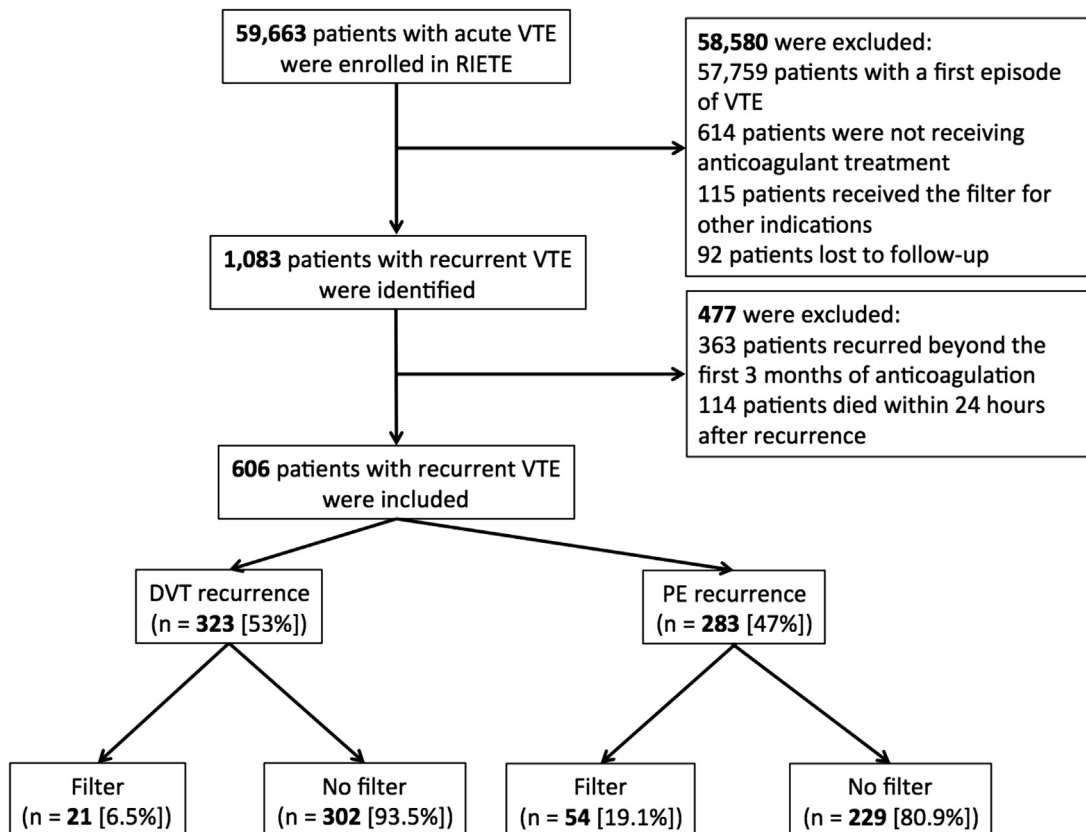 59,663 patients with acute VTE
were enrolled in RIETE
58,580 were excluded:
57,759 patients with a first episode
of VTE
614 patients were not receiving
anticoagulant treatment
115 patients received the filter for
other indications
92 patients lost to follow-up
1,083 patients with recurrent VTE
were identified
477 were excluded:
363 patients recurred beyond the
first 3 months of anticoagulation
114 patients died within 24 hours
after recurrence
606 patients with recurrent VTE
were included
DVT recurrence
(n = 323 [53%])
PE recurrence
(n = 283 [47%])
Filter
(n = 21 [6.5%])
No filter
(n = 302 [93.5%])
Filter
(n = 54 [19.1%])
No filter
(n = 229 [80.9%])